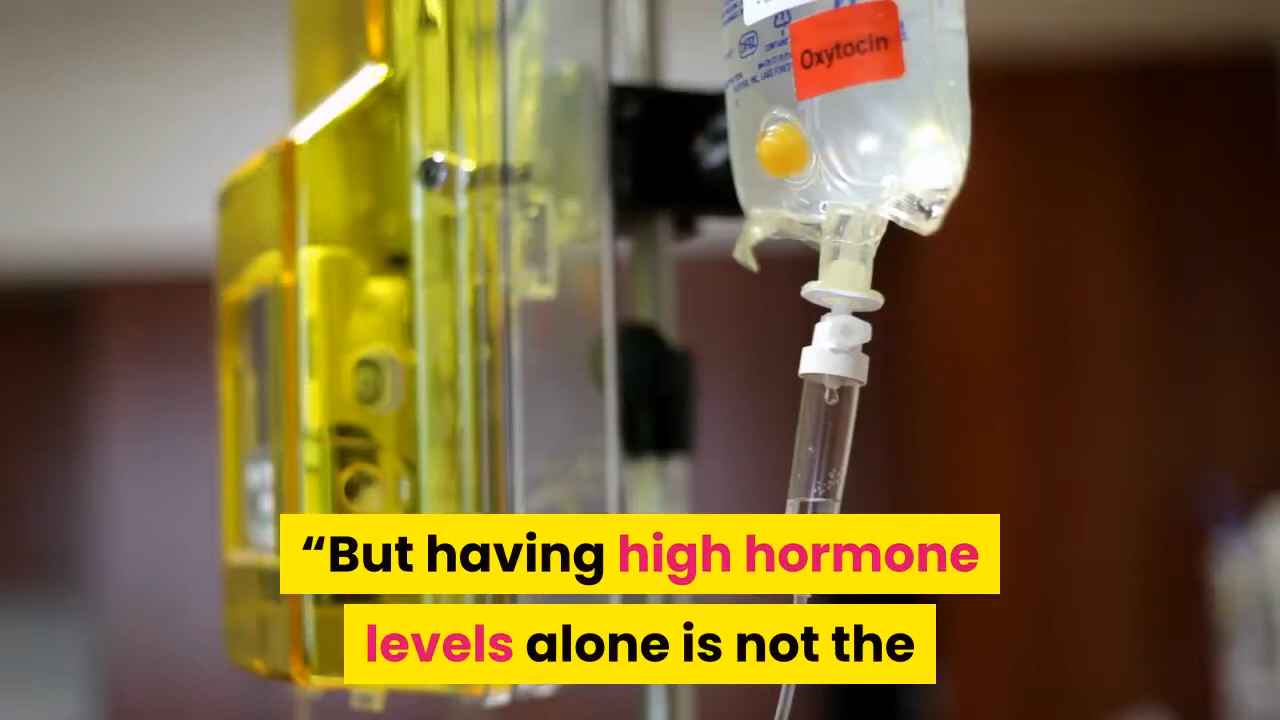 Oxytocin
“But having high hormone
levels alone is not the